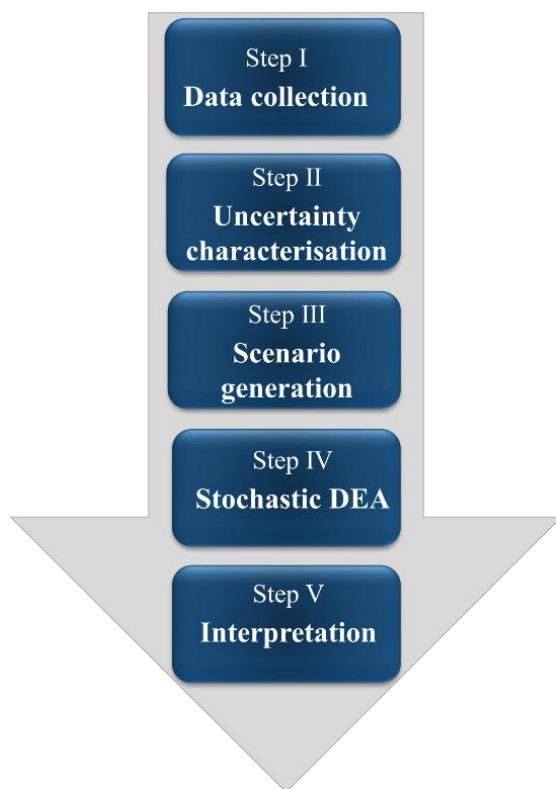 Step I
Data collection
Step II
Uncertainty
characterisation
Step III
Scenario
generation
Step IV
Stochastic DEA
Step V
Interpretation